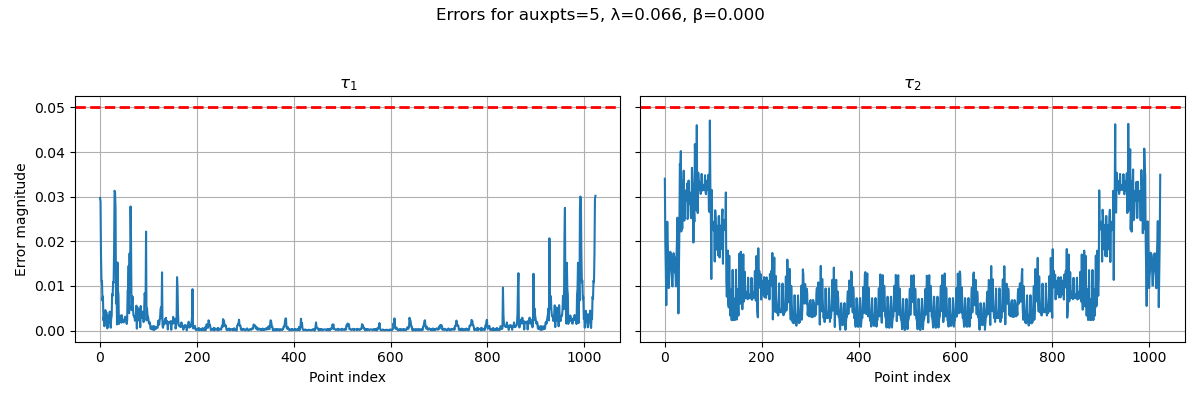 Errors for auxpts=5, λ=0.066, β=0.000
τ1
τ2
Error magnitude
0.05
0.04
0.03
0.02
0.01
0.00
0 200 400 600 800 1000
0 200 400 600 800 1000
Point index
Point index